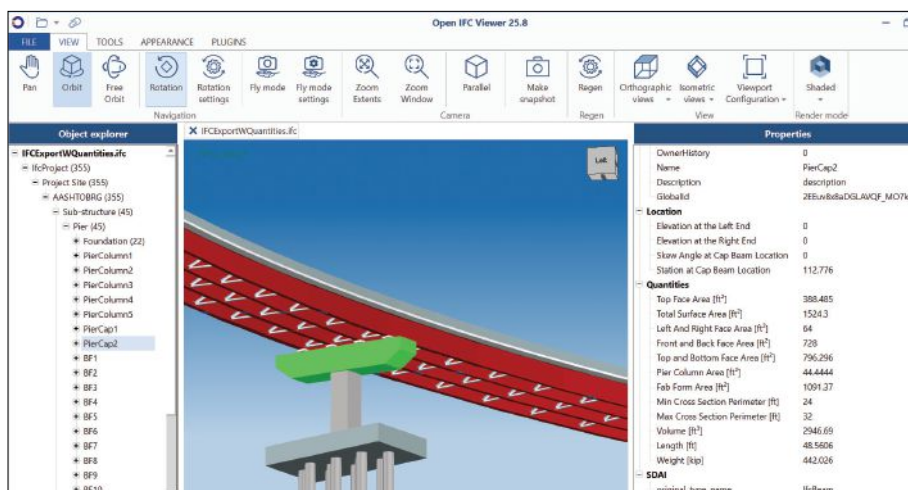 Open IFC Viewer 25.8
FILE VIEW TOOLS APPEARANCE PLUGINS
Pan
Orbit
Free Orbit
Rotation
Rotation settings
Fly mode
Fly mode settings
Zoom Extents
Zoom Window
Parallel
Make snapshot
Regen
Orthographic views
Isometric views
Viewport Configuration
Shaded
Navigation
Camera
Regen
View
Render mode
Object explorer
IFCExportWQuantities.ifc
IfcProject (355)
Project Site (355)
AASHTOBRG (355)
Sub-structure (45)
Pier (45)
Foundation (22)
PierColumn1
PierColumn2
PierColumn3
PierColumn4
PierColumn5
PierCap1
PierCap2
BF1
BF2
BF3
BF4
BF5
BF6
BF7
BF8
BF9
BF10
X IFCExportWQuantities.ifc
Left
Properties
OwnerHistory 0
Name PierCap2
Description description
GlobalId
Location
Elevation at the Left End 0
Elevation at the Right End 0
Skew Angle at Cap Beam Location 0
Station at Cap Beam Location 112.776
Quantities
Top Face Area [ft²] 388.485
Total Surface Area [ft²] 1524.3
Left And Right Face Area [ft²] 64
Front and Back Face Area [ft²] 728
Top and Bottom Face Area [ft²] 796.296
Pier Column Area [ft²] 44.4444
Fab Form Area [ft²] 1091.37
Min Cross Section Perimeter [ft] 24
Max Cross Section Perimeter [ft] 32
Volume [ft³] 2946.69
Length [ft] 48.5606
Weight [kip] 442.026
SDAI